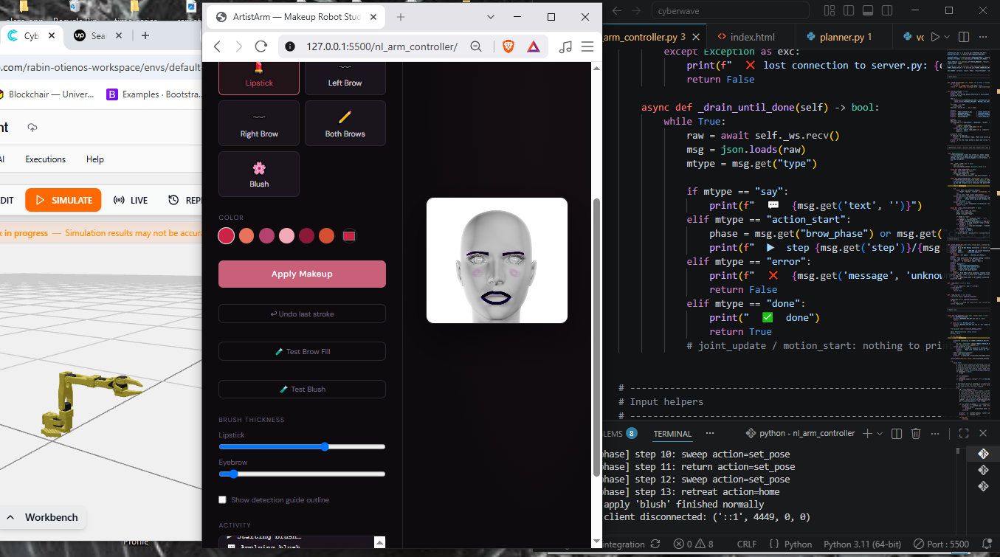 Cyb
Sea
e.com/rabin-otienos-workspace/envs/default-
Blockchair — Univer...
Examples · Bootstra...
nt
AI
Executions
Help
DIT
SIMULATE
LIVE
REP
k in progress — Simulation results may not be accura
Workbench
Profile
ArtistArm — Makeup Robot Stud
127.0.0.1:5500/nl_arm_controller/
Lipstick
Left Brow
Right Brow
Both Brows
Blush
COLOR
Apply Makeup
↩ Undo last stroke
Test Brow Fill
Test Blush
BRUSH THICKNESS
Lipstick
Eyebrow
Show detection guide outline
ACTIVITY
▶ Starting blush…
Applying blush
cyberwave
_arm_controller.py 3
index.html
planner.py 1
vc
except Exception as exc:
print(f"  ❌ lost connection to server.py: {e
return False
async def _drain_until_done(self) -> bool:
while True:
raw = await self._ws.recv()
msg = json.loads(raw)
mtype = msg.get("type")
if mtype == "say":
print(f"  💬  {msg.get('text', '')}")
elif mtype == "action_start":
phase = msg.get("brow_phase") or msg.get("
print(f"  ▶  step {msg.get('step')}/{msg
elif mtype == "error":
print(f"  ❌  {msg.get('message', 'unknow
return False
elif mtype == "done":
print("  ✅  done")
return True
# joint_update / motion_start: nothing to prin
# ---------------------------------------------------------
# Input helpers
# ---------------------------------------------------------
BLEMS 8
TERMINAL
python - nl_arm_controller
phase] step 10: sweep action=set_pose
phase] step 11: return action=set_pose
phase] step 12: sweep action=set_pose
phase] step 13: retreat action=home
apply 'blush' finished normally
client disconnected: ('::1', 4449, 0, 0)
integration
0
8
CRLF
{ } Python
Python 3.11 (64-bit)
Port : 5500